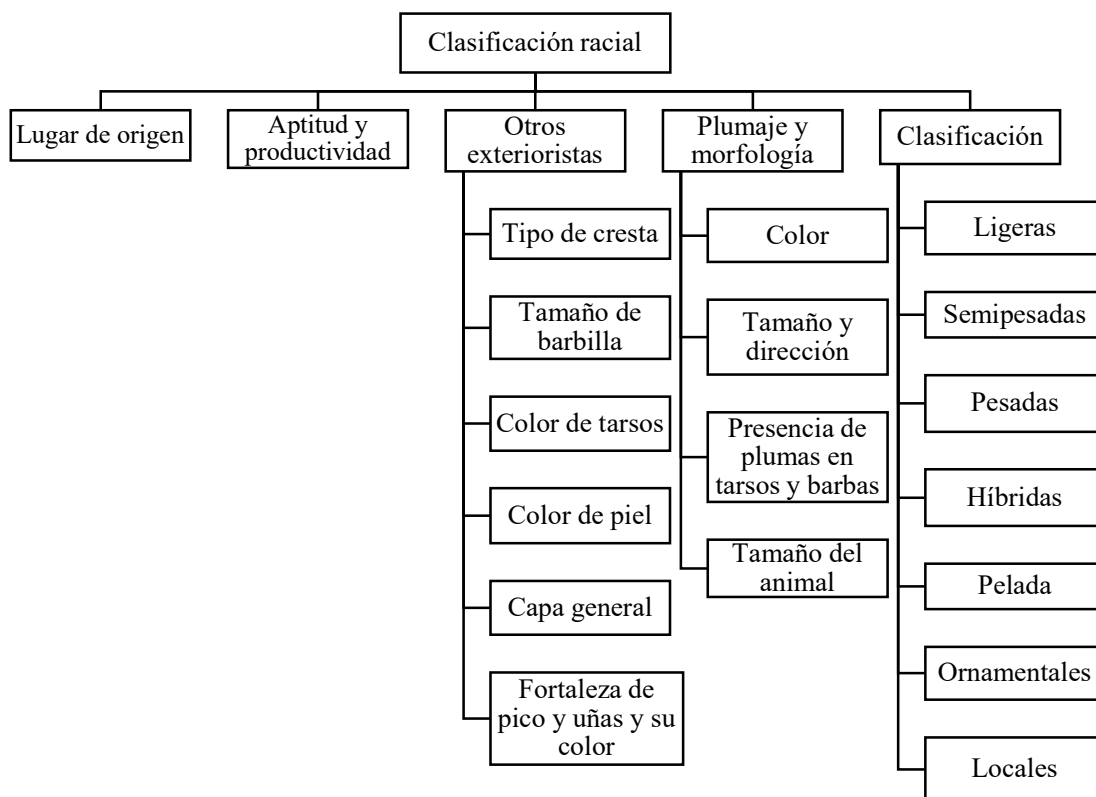 Clasificación racial
Lugar de origen
Aptitud y
productividad
Otros
exterioristas
Plumaje y
morfología
Clasificación
Tipo de cresta
Tamaño de
barbilla
Color de tarsos
Color de piel
Capa general
Fortaleza de
pico y uñas y su
color
Color
Tamaño y
dirección
Presencia de
plumas en
tarsos y barbas
Tamaño del
animal
Ligeras
Semipesadas
Pesadas
Híbridas
Pelada
Ornamentales
Locales